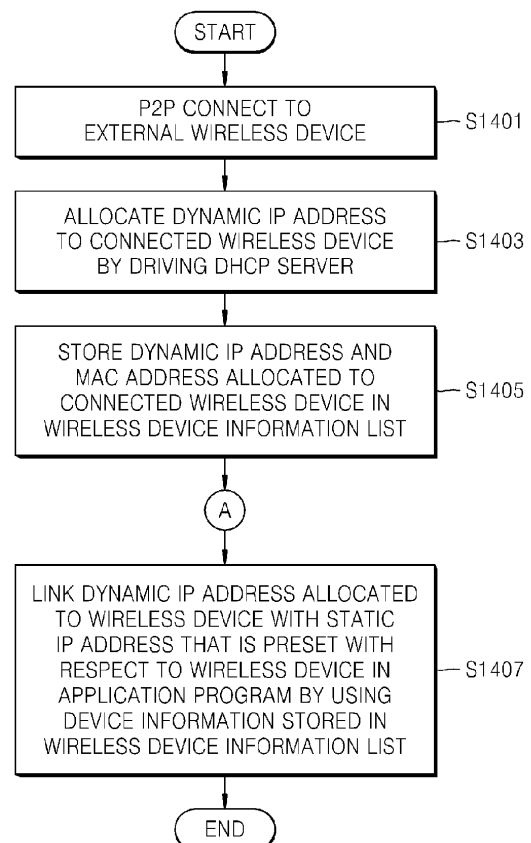 START
P2P CONNECT TO
EXTERNAL WIRELESS DEVICE
S1401
ALLOCATE DYNAMIC IP ADDRESS
TO CONNECTED WIRELESS DEVICE
BY DRIVING DHCP SERVER
S1403
STORE DYNAMIC IP ADDRESS AND
MAC ADDRESS ALLOCATED TO
CONNECTED WIRELESS DEVICE IN
WIRELESS DEVICE INFORMATION LIST
S1405
A
LINK DYNAMIC IP ADDRESS ALLOCATED
TO WIRELESS DEVICE WITH STATIC
IP ADDRESS THAT IS PRESET WITH
RESPECT TO WIRELESS DEVICE IN
APPLICATION PROGRAM BY USING
DEVICE INFORMATION STORED IN
WIRELESS DEVICE INFORMATION LIST
S1407
END